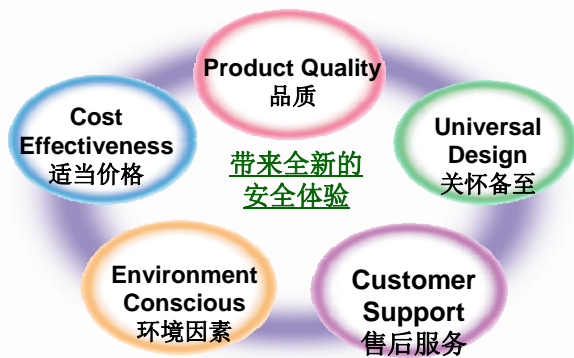 Product Quality
品质
Cost
Effectiveness
适当价格
Universal
Design
关怀备至
带来全新的
安全体验
Environment
Conscious
环境因素
Customer
Support
售后服务